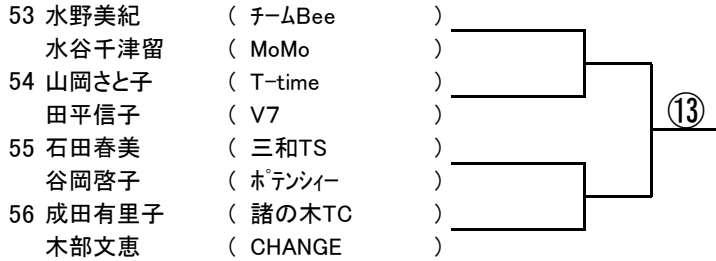 53 水野美紀 ( ﾁｰﾑBee )
水谷千津留 ( MoMo )
54 山岡さと子 ( T-time )
田平信子 ( V7 )
⑬
55 石田春美 ( 三和TS )
谷岡啓子 ( ﾎﾟﾃﾝｼｨｰ )
56 成田有里子 ( 諸の木TC )
木部文恵 ( CHANGE )